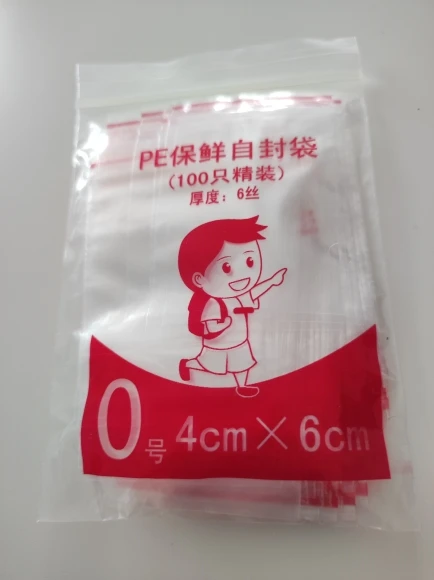 PE保鲜自封袋
(100只精装)
厚度：6丝
0号 4cm×6cm